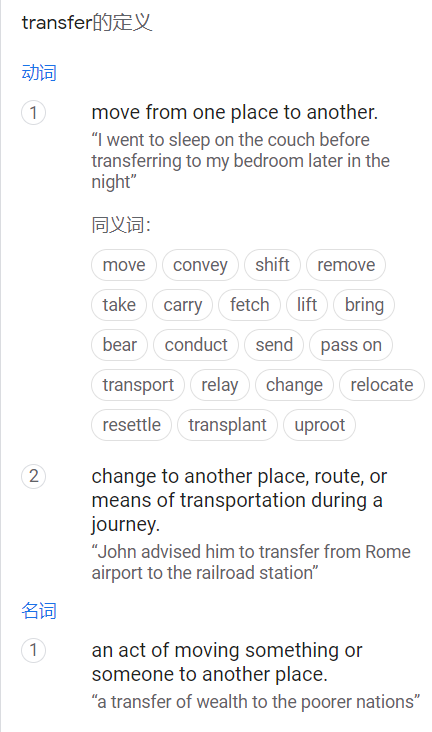 transfer的定义
动词
1 move from one place to another.
“I went to sleep on the couch before
transferring to my bedroom later in the
night”
同义词：
move convey shift remove
take carry fetch lift bring
bear conduct send pass on
transport relay change relocate
resettle transplant uproot
2 change to another place, route, or
means of transportation during a
journey.
“John advised him to transfer from Rome
airport to the railroad station”
名词
1 an act of moving something or
someone to another place.
“a transfer of wealth to the poorer nations”